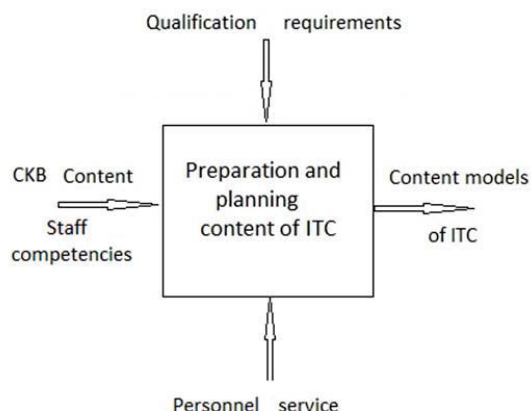 Qualification requirements
Preparation and
planning
content of ITC
CKB Content
Staff
competencies
Content models
of ITC
Personnel service